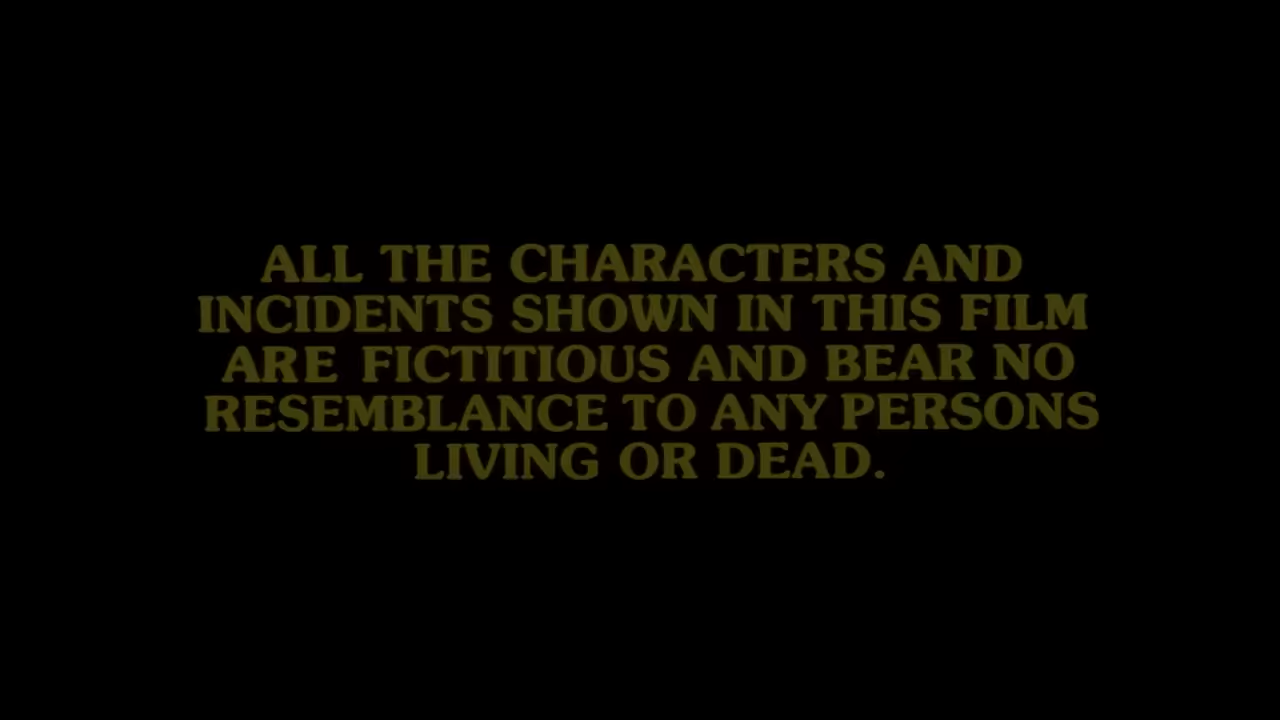 ALL THE CHARACTERS AND
INCIDENTS SHOWN IN THIS FILM
ARE FICTITIOUS AND BEAR NO
RESEMBLANCE TO ANY PERSONS
LIVING OR DEAD.